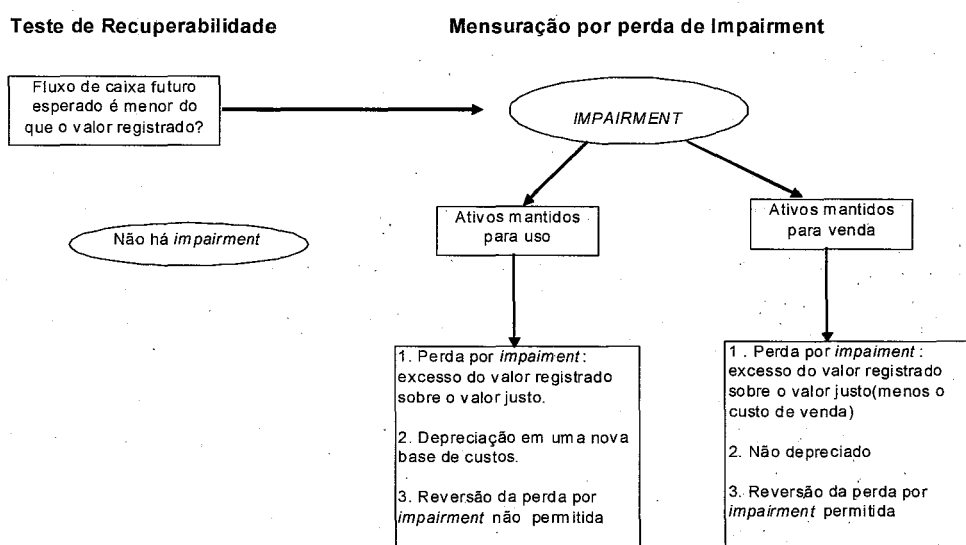 Teste de Recuperabilidade
Mensuração por perda de Impairment
Fluxo de caixa futuro
esperado é menor do
que o valor registrado?
IMPAIRMENT
Não há impairment
Ativos mantidos
para uso
Ativos mantidos
para venda
1. Perda por impaiment:
excesso do valor registrado
sobre o valor justo.
2. Depreciação em uma nova
base de custos.
3. Reversão da perda por
impairment não permitida
1. Perda por impaiment:
excesso do valor registrado
sobre o valor justo(menos o
custo de venda)
2. Não depreciado
3. Reversão da perda por
impairment permitida